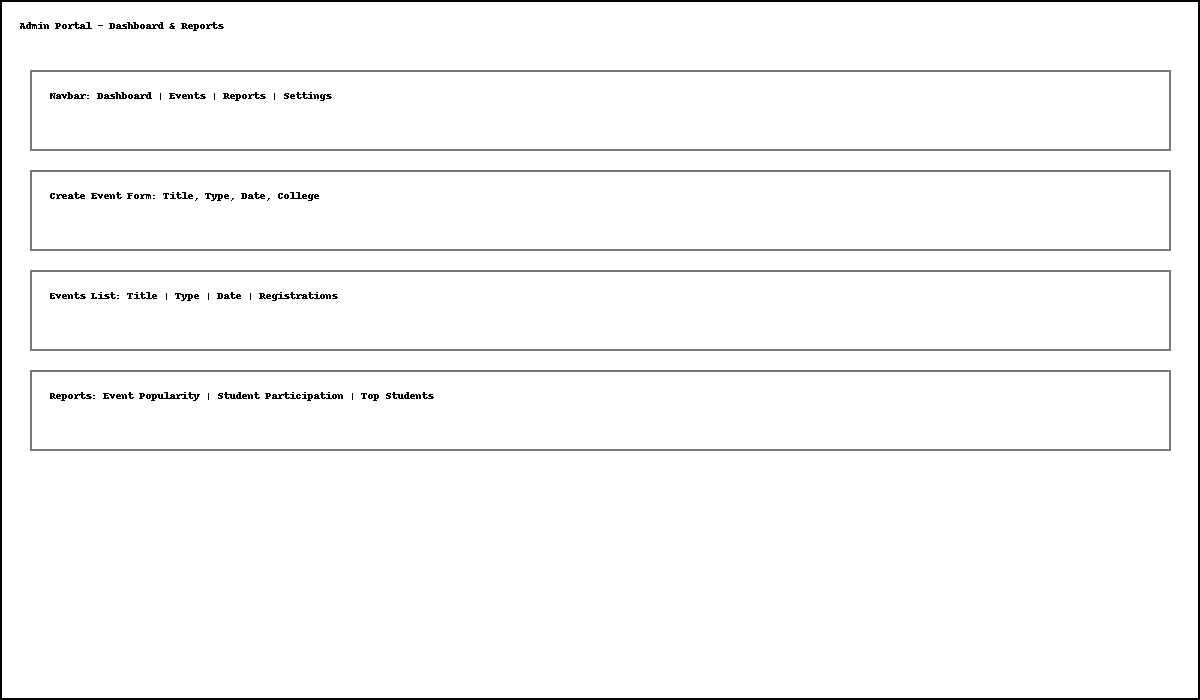 Admin Portal - Dashboard & Reports
Navbar: Dashboard | Events | Reports | Settings
Create Event Form: Title, Type, Date, College
Events List: Title | Type | Date | Registrations
Reports: Event Popularity | Student Participation | Top Students